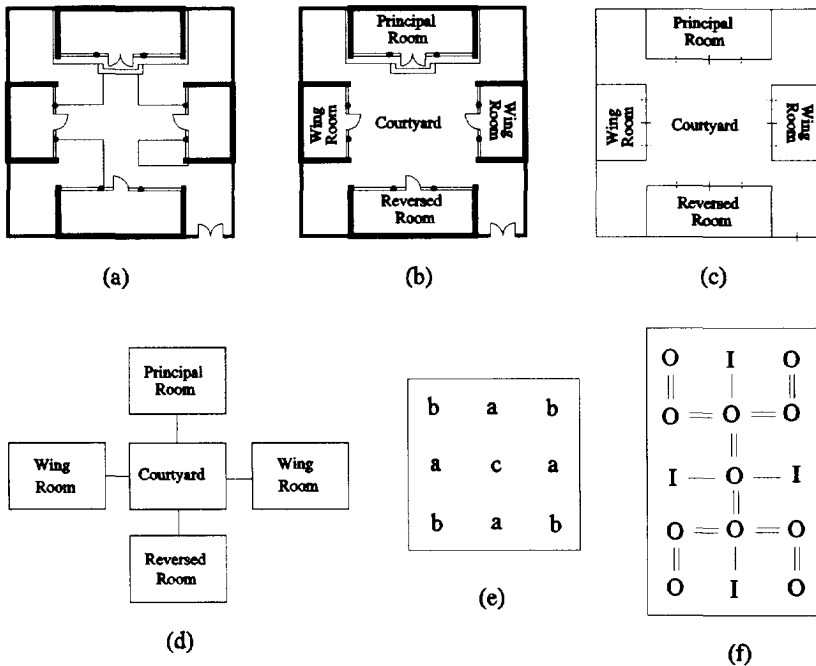 Principal
Room
Wing
Room
Courtyard
Wing
Room
Reversed
Room
Principal
Room
Wing
Room
Courtyard
Wing
Room
Reversed
Room
(a)
(b)
(c)
Principal
Room
Wing
Room
Courtyard
Wing
Room
Reversed
Room
(d)
b a b
a c a
b a b
(e)
O I O
O = O = O
I - O - I
O = O = O
O I O
(f)